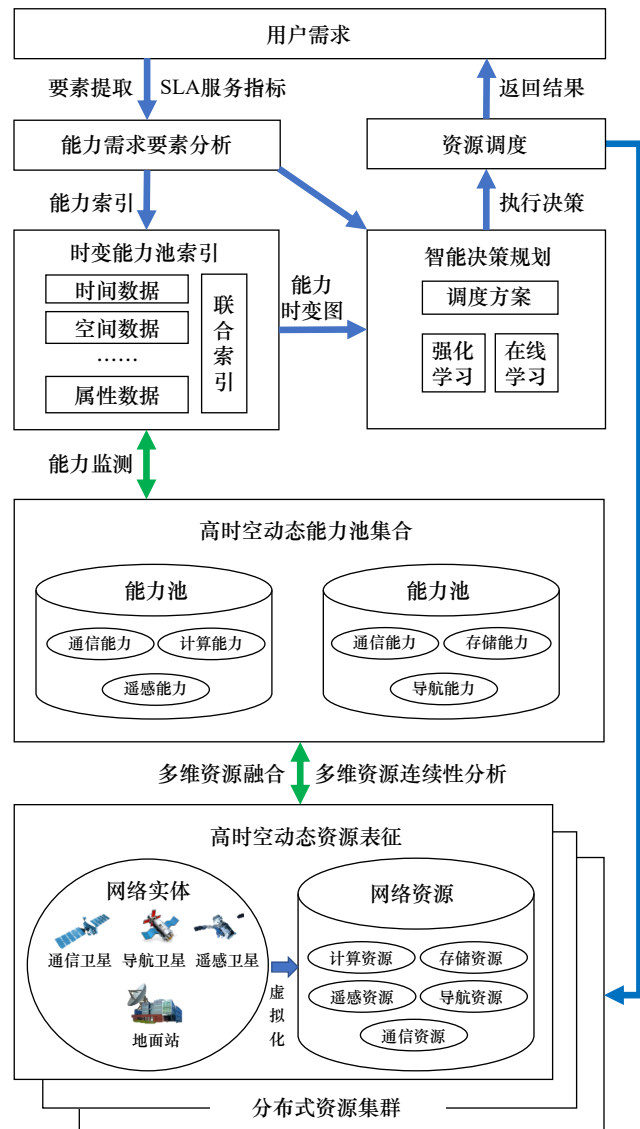 用户需求
要素提取 SLA服务指标
返回结果
能力需求要素分析
资源调度
能力索引
执行决策
时变能力池索引
时间数据
空间数据
……
属性数据
联
合
索
引
能力
时变图
智能决策规划
调度方案
强化
学习
在线
学习
能力监测
高时空动态能力池集合
能力池
通信能力 计算能力
遥感能力
能力池
通信能力 存储能力
导航能力
多维资源融合 多维资源连续性分析
高时空动态资源表征
网络实体
通信卫星 导航卫星 遥感卫星
地面站
虚
拟
化
网络资源
计算资源 存储资源
遥感资源 导航资源
通信资源
分布式资源集群